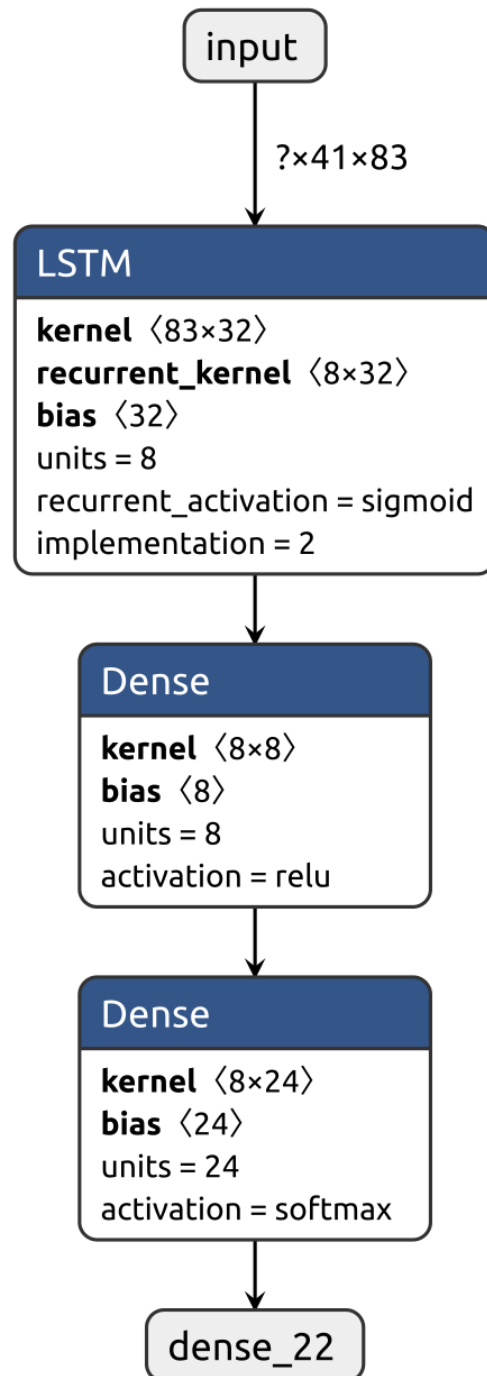 input
?×41×83
LSTM
kernel 〈83×32〉
recurrent_kernel 〈8×32〉
bias 〈32〉
units = 8
recurrent_activation = sigmoid
implementation = 2
Dense
kernel 〈8×8〉
bias 〈8〉
units = 8
activation = relu
Dense
kernel 〈8×24〉
bias 〈24〉
units = 24
activation = softmax
dense_22